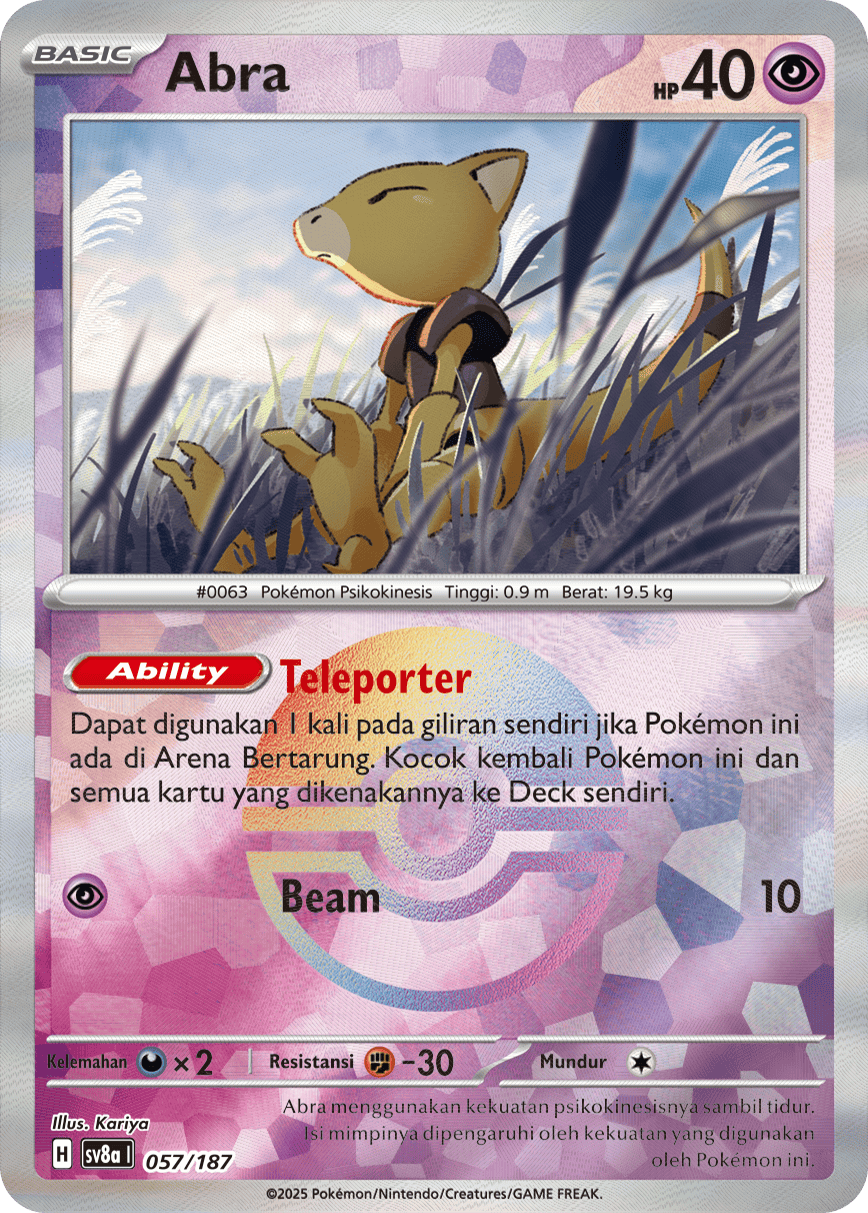 BASIC
Abra
HP 40
#0063 Pokémon Psikokinesis Tinggi: 0.9 m Berat: 19.5 kg
Ability Teleporter
Dapat digunakan 1 kali pada giliran sendiri jika Pokémon ini
ada di Arena Bertarung. Kocok kembali Pokémon ini dan
semua kartu yang dikenakannya ke Deck sendiri.
Beam 10
Kelemahan ×2 Resistansi -30 Mundur
Abra menggunakan kekuatan psikokinesisnya sambil tidur.
Isi mimpinya dipengaruhi oleh kekuatan yang digunakan
oleh Pokémon ini.
Illus. Kariya
H sv8a I 057/187
©2025 Pokémon/Nintendo/Creatures/GAME FREAK.